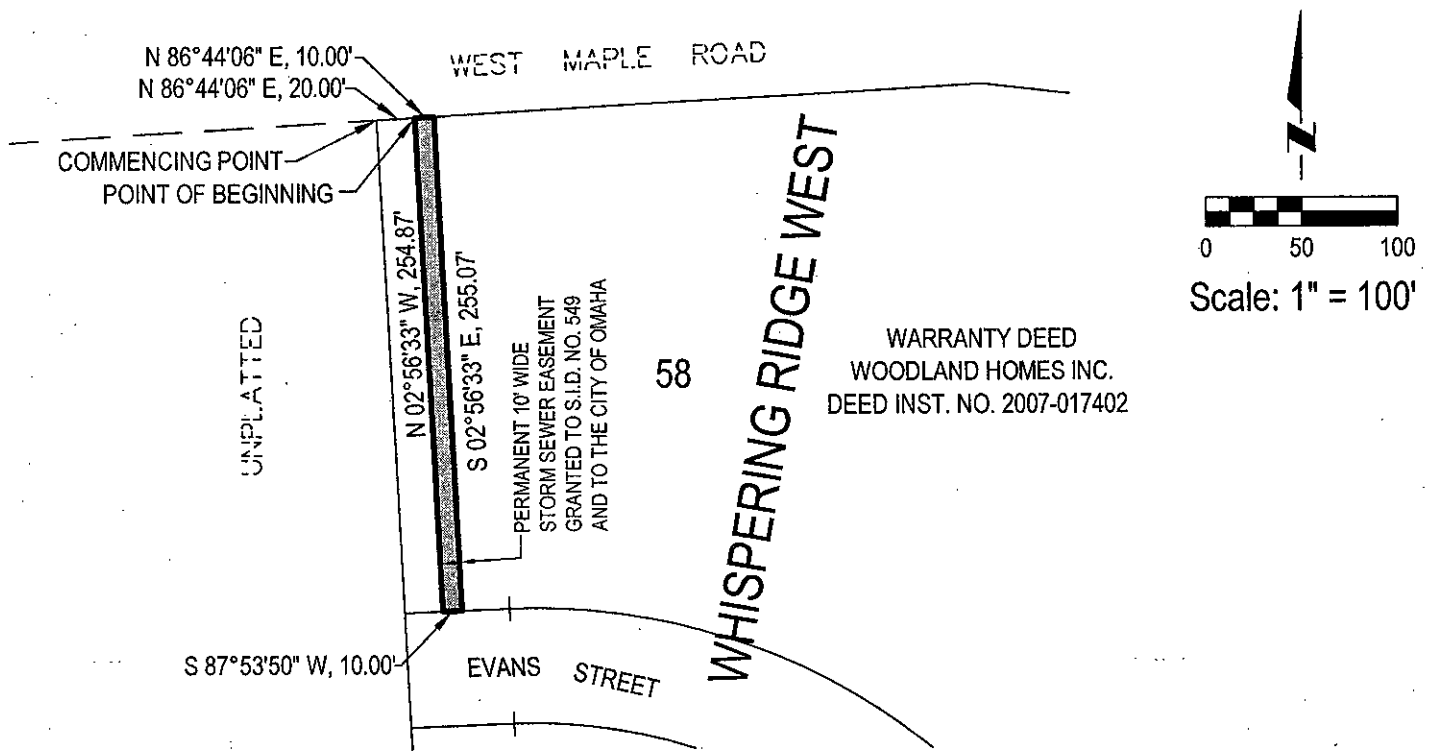 N 86°44'06" E, 10.00'
N 86°44'06" E, 20.00'
WEST MAPLE ROAD
COMMENCING POINT
POINT OF BEGINNING
N 02°56'33" W, 254.87'
S 02°56'33" E, 255.07'
PERMANENT 10' WIDE
STORM SEWER EASEMENT
GRANTED TO S.I.D. NO. 549
AND TO THE CITY OF OMAHA
UNPLATTED
58
WHISPERING RIDGE WEST
WARRANTY DEED
WOODLAND HOMES INC.
DEED INST. NO. 2007-017402
N
0 50 100
Scale: 1" = 100'
S 87°53'50" W, 10.00'
EVANS STREET